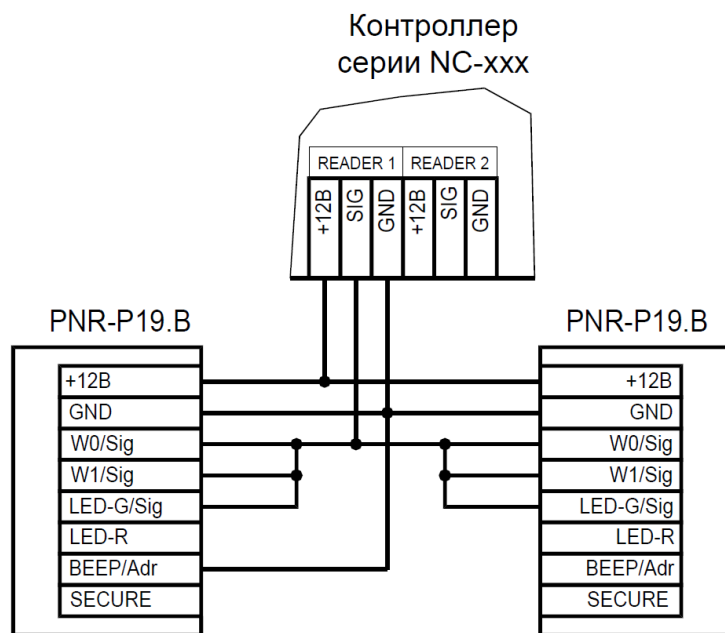 Контроллер
серии NC-xxx
READER 1 READER 2
+12В SIG GND +12В SIG GND
PNR-P19.B PNR-P19.B
+12В +12В
GND GND
W0/Sig W0/Sig
W1/Sig W1/Sig
LED-G/Sig LED-G/Sig
LED-R LED-R
BEEP/Adr BEEP/Adr
SECURE SECURE